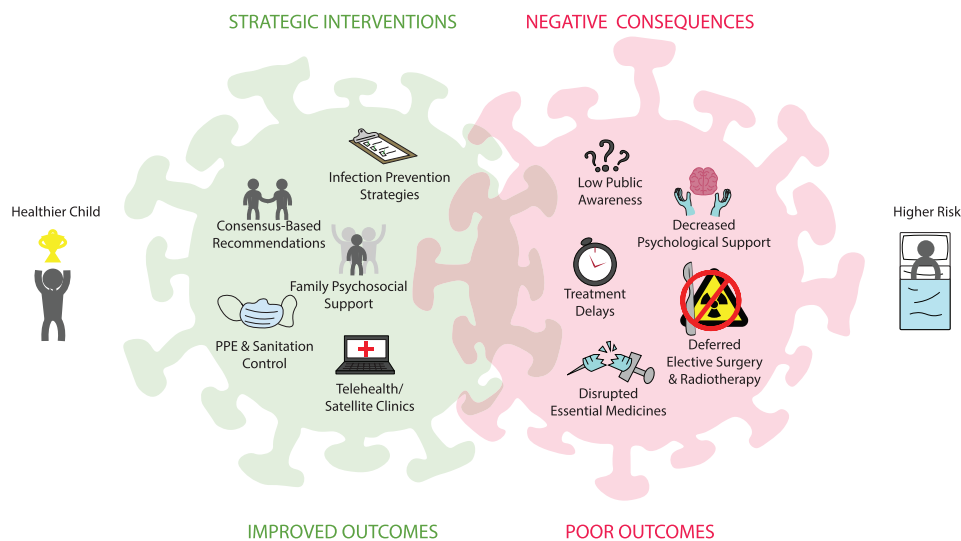 STRATEGIC INTERVENTIONS
NEGATIVE CONSEQUENCES
Infection Prevention
Strategies
Consensus-Based
Recommendations
Family Psychosocial
Support
PPE & Sanitation
Control
Telehealth/
Satellite Clinics
Low Public
Awareness
Decreased
Psychological Support
Treatment
Delays
Deferred
Elective Surgery
& Radiotherapy
Disrupted
Essential Medicines
Healthier Child
Higher Risk
IMPROVED OUTCOMES
POOR OUTCOMES